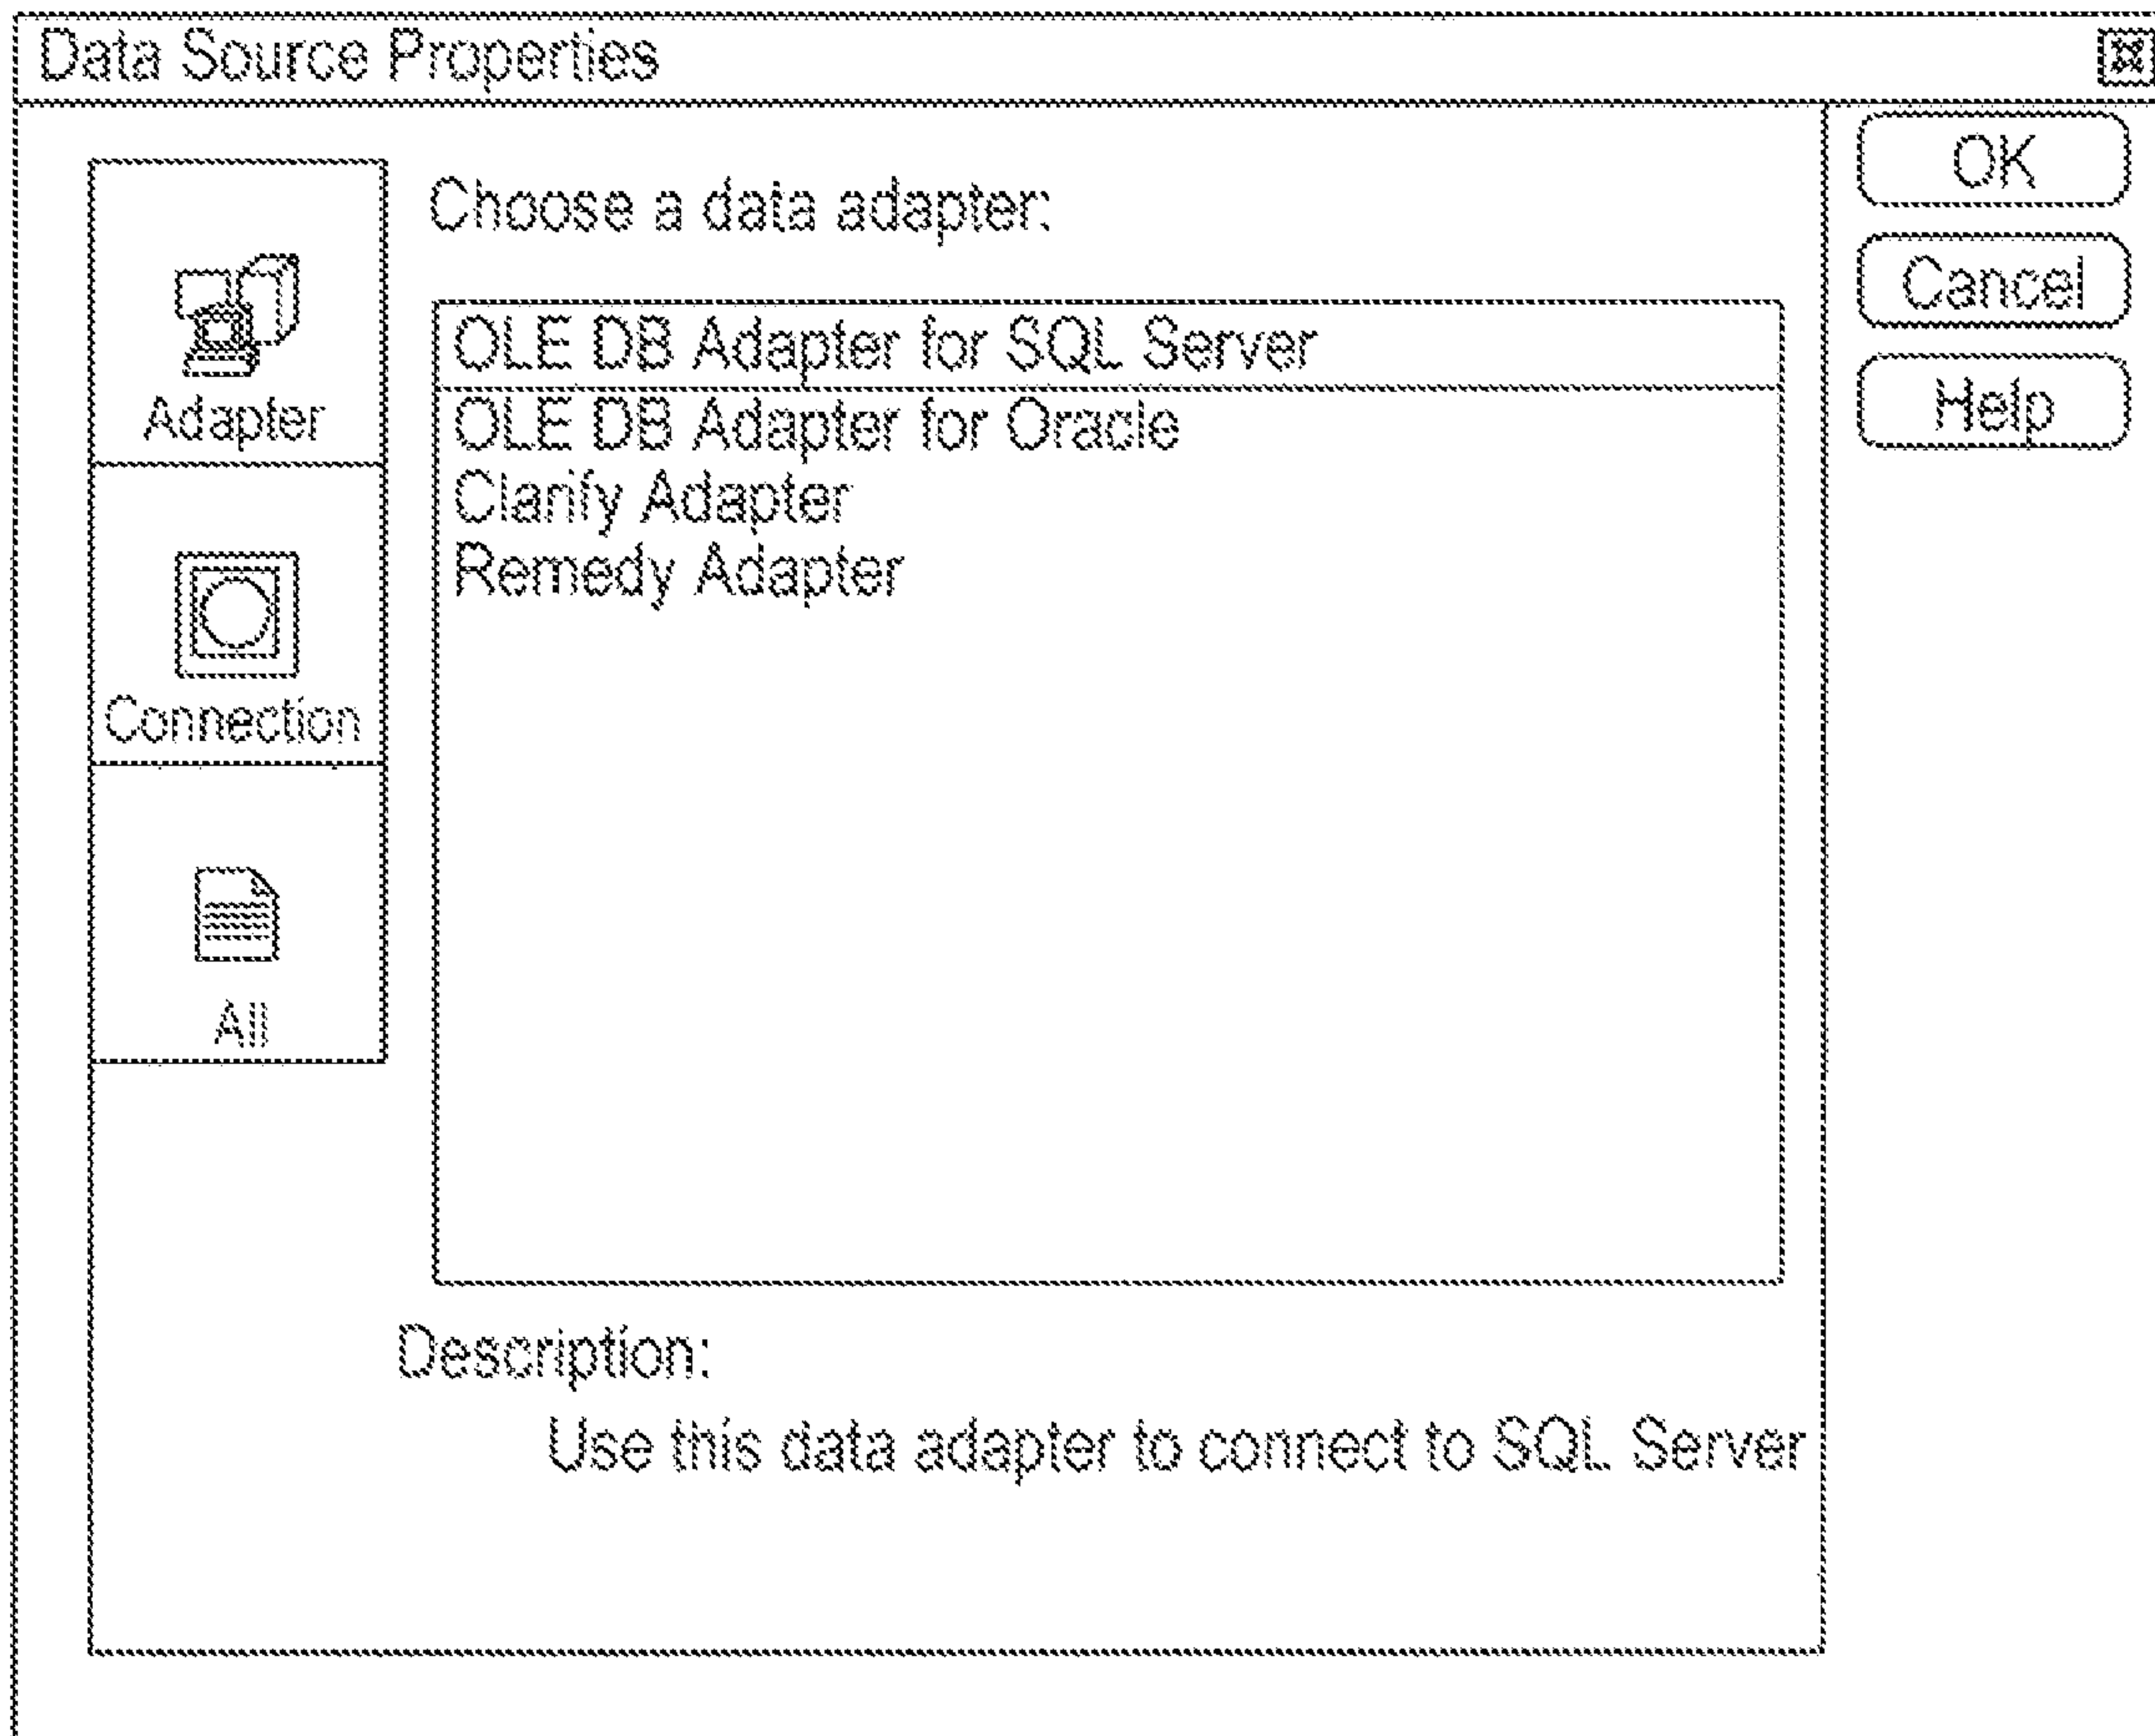 Data Source Properties
OK
Cancel
Help
Adapter
Connection
All
Choose a data adapter:
OLE DB Adapter for SQL Server
OLE DB Adapter for Oracle
Clarify Adapter
Remedy Adapter
Description:
Use this data adapter to connect to SQL Server